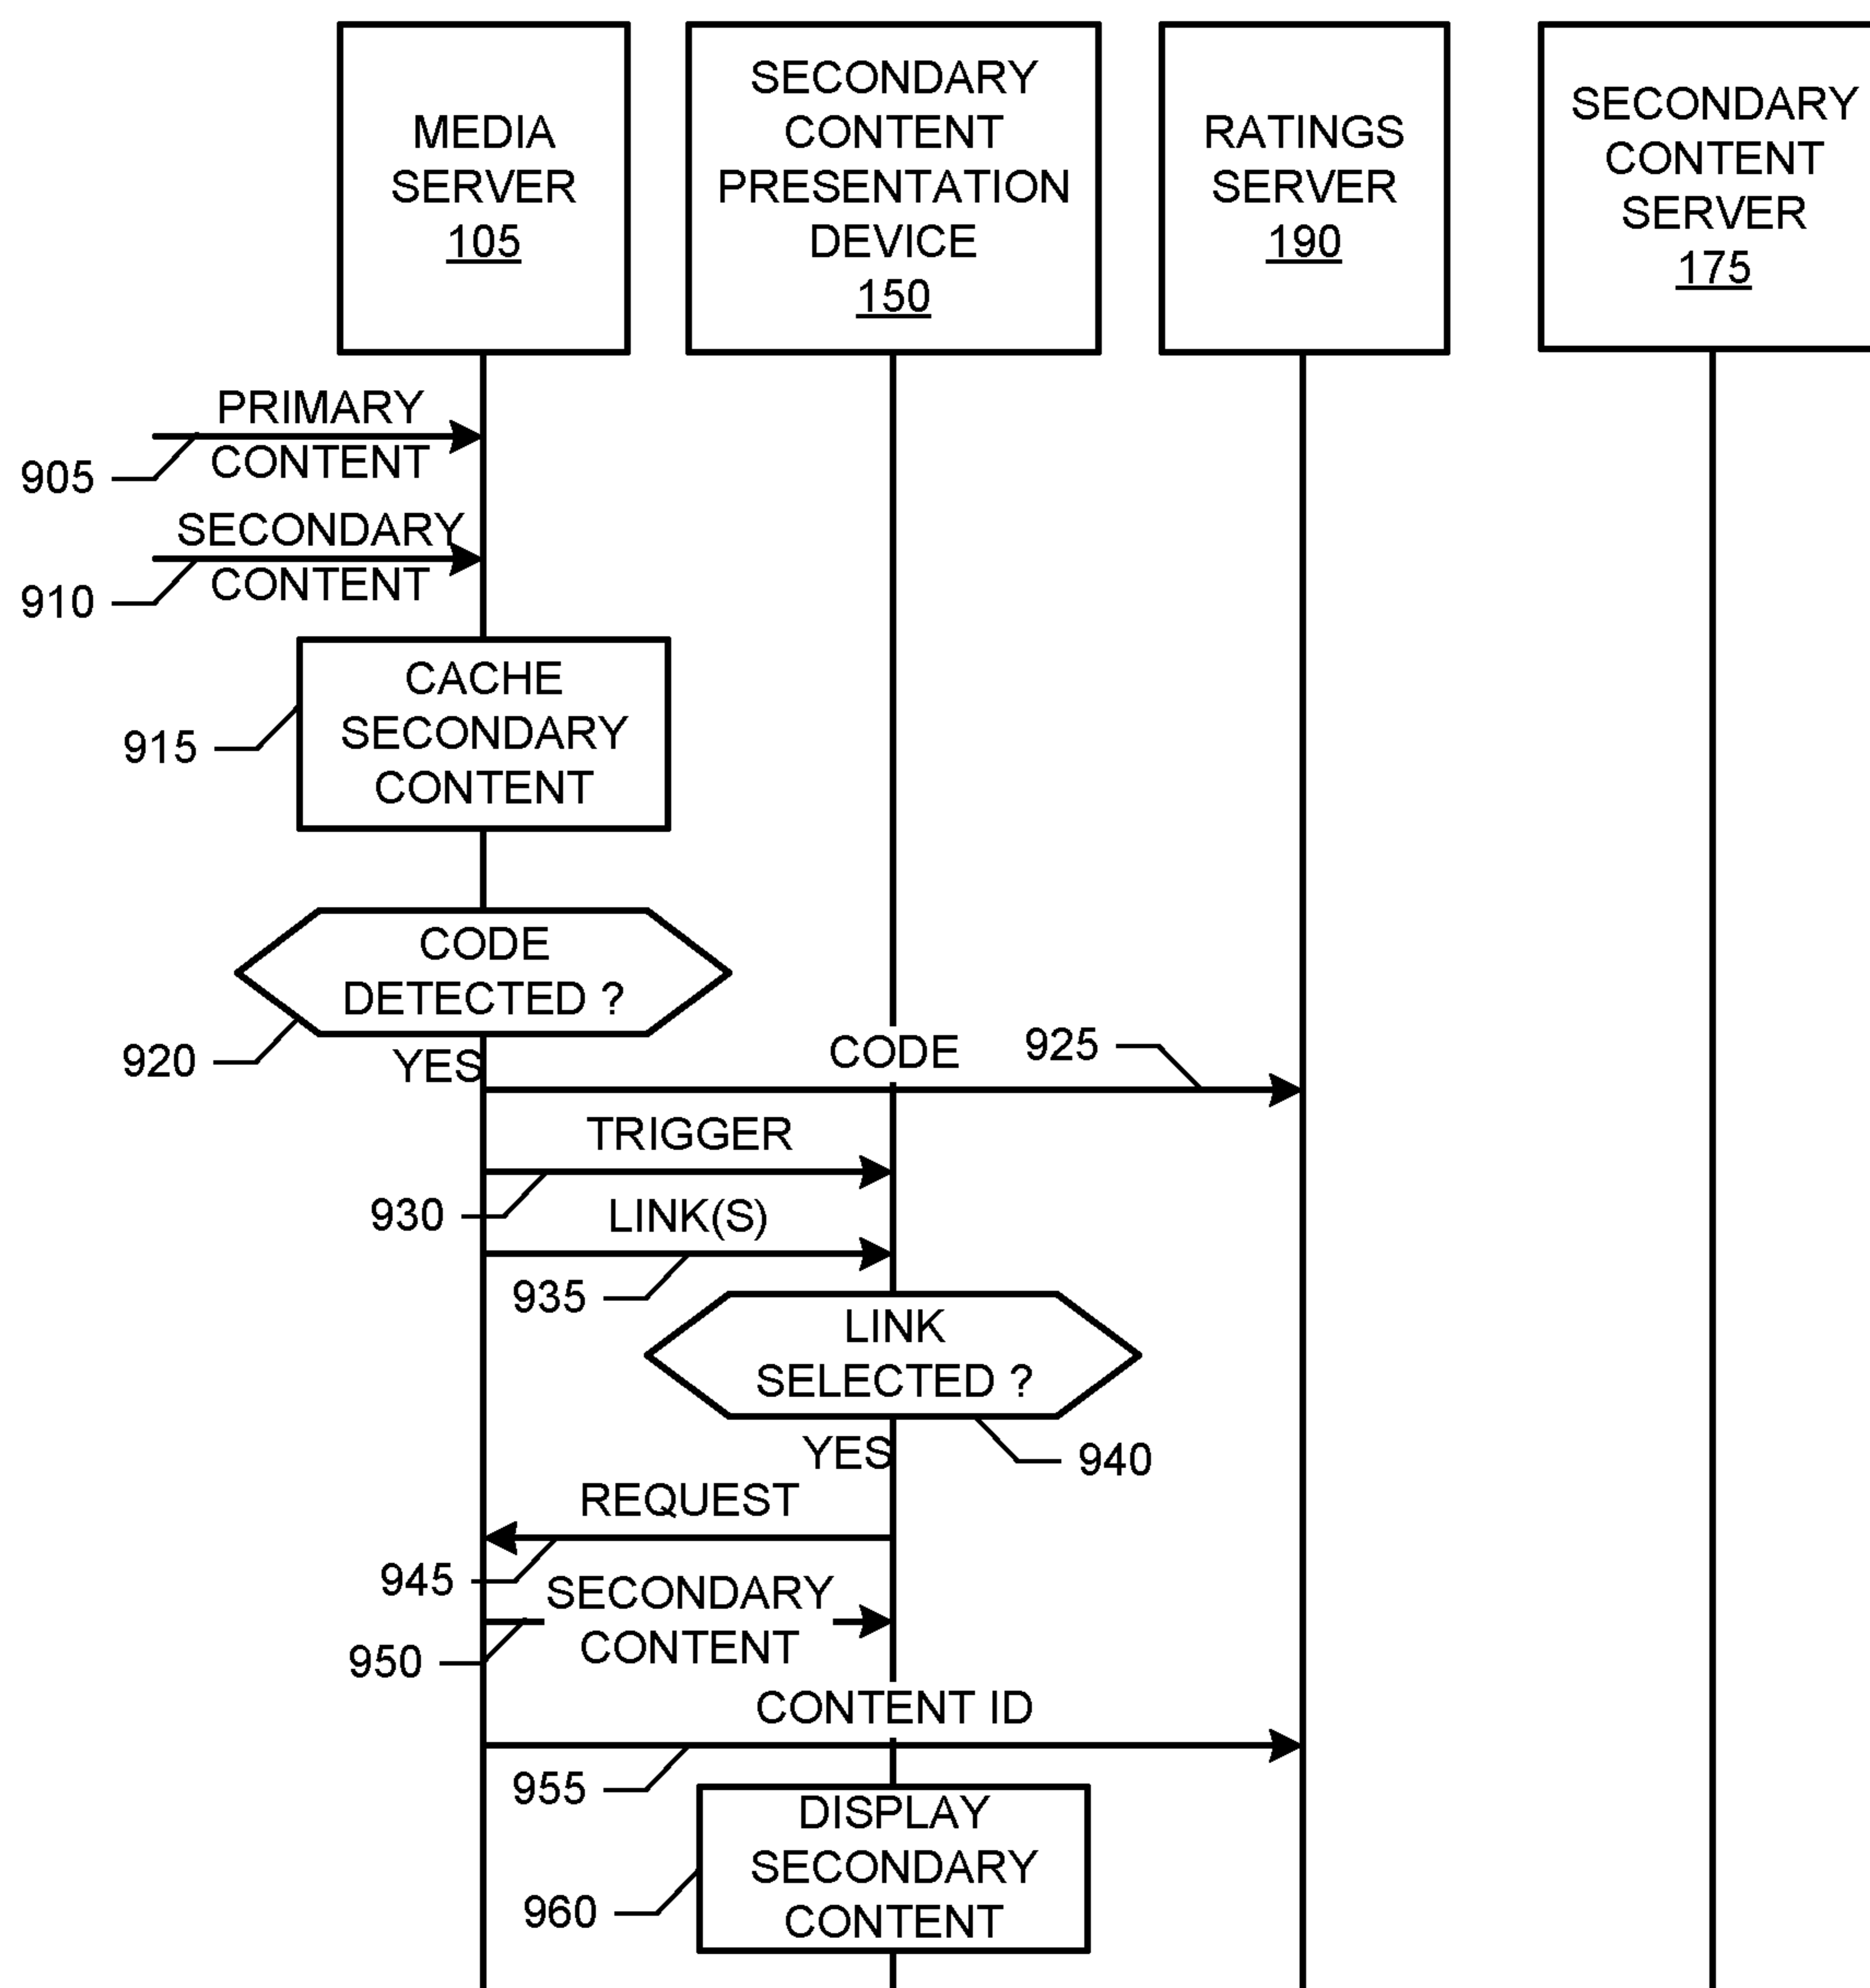 MEDIA
SERVER
105
SECONDARY
CONTENT
PRESENTATION
DEVICE
150
RATINGS
SERVER
190
SECONDARY
CONTENT
SERVER
175
PRIMARY
CONTENT
905
SECONDARY
CONTENT
910
CACHE
SECONDARY
CONTENT
915
CODE
DETECTED ?
920
YES
CODE
925
TRIGGER
930
LINK(S)
935
LINK
SELECTED ?
YES
940
REQUEST
945
SECONDARY
CONTENT
950
CONTENT ID
955
DISPLAY
SECONDARY
CONTENT
960